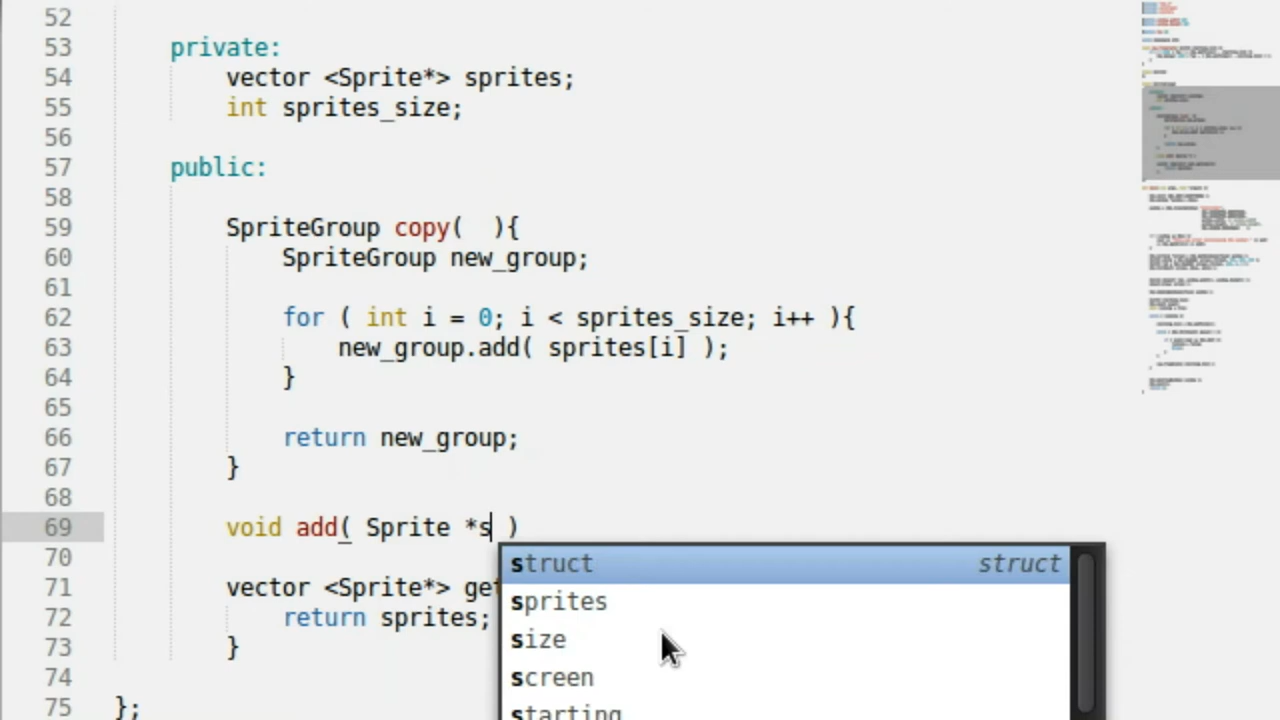 52
53 private:
54 vector <Sprite*> sprites;
55 int sprites_size;
56
57 public:
58
59 SpriteGroup copy(  ){
60 SpriteGroup new_group;
61
62 for ( int i = 0; i < sprites_size; i++ ){
63 new_group.add( sprites[i] );
64 }
65
66 return new_group;
67 }
68
69 void add( Sprite *s )
70
struct struct
71 vector <Sprite*> get
sprites
72 return sprites;
size
73 }
screen
74
starting
75 };